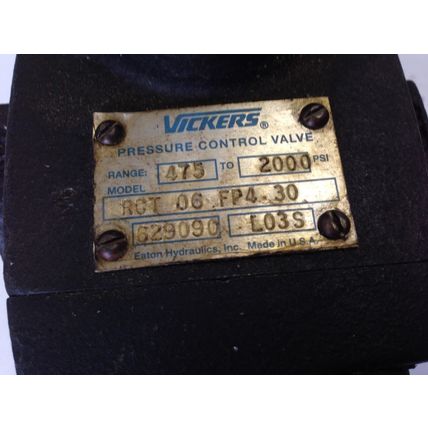 VICKERS®
PRESSURE CONTROL VALVE
RANGE: 475 TO 2000 PSI
MODEL
RCT 06 FP4 30
629090 L03S
Eaton Hydraulics, Inc. Made in U.S.A.